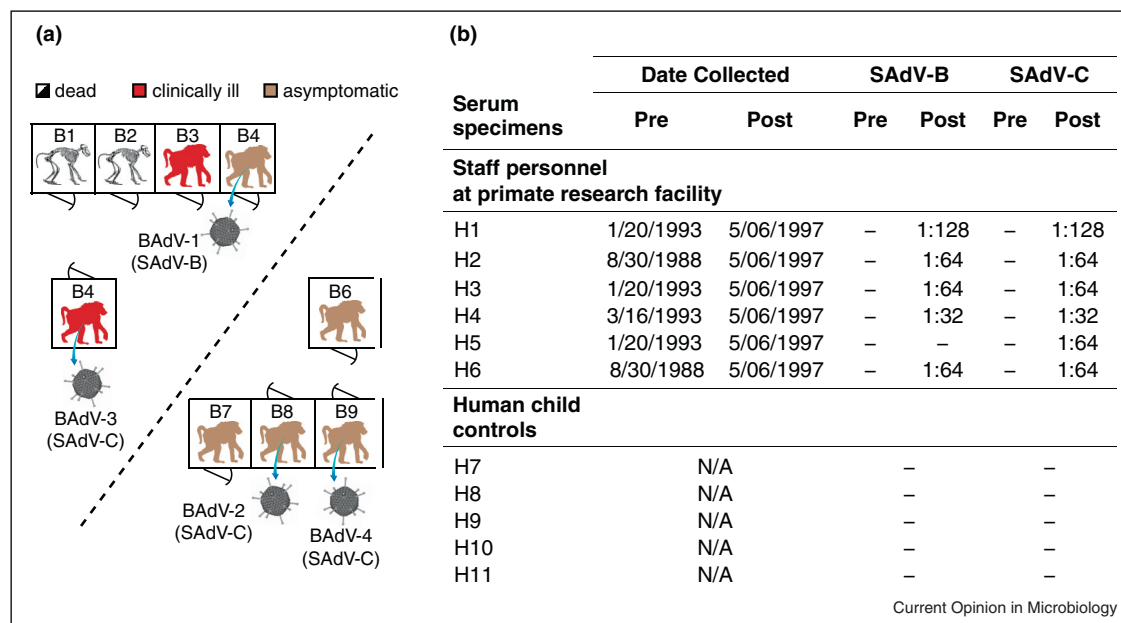 (a)
dead clinically ill asymptomatic
B1 B2 B3 B4
BAdV-1
(SAdV-B)
B4
B6
BAdV-3
(SAdV-C)
B7 B8 B9
BAdV-2
(SAdV-C)
BAdV-4
(SAdV-C)
(b)
Date Collected SAdV-B SAdV-C
Serum
specimens Pre Post Pre Post Pre Post
Staff personnel
at primate research facility
H1 1/20/1993 5/06/1997 – 1:128 – 1:128
H2 8/30/1988 5/06/1997 – 1:64 – 1:64
H3 1/20/1993 5/06/1997 – 1:64 – 1:64
H4 3/16/1993 5/06/1997 – 1:32 – 1:32
H5 1/20/1993 5/06/1997 – – – 1:64
H6 8/30/1988 5/06/1997 – 1:64 – 1:64
Human child
controls
H7 N/A – –
H8 N/A – –
H9 N/A – –
H10 N/A – –
H11 N/A – –
Current Opinion in Microbiology